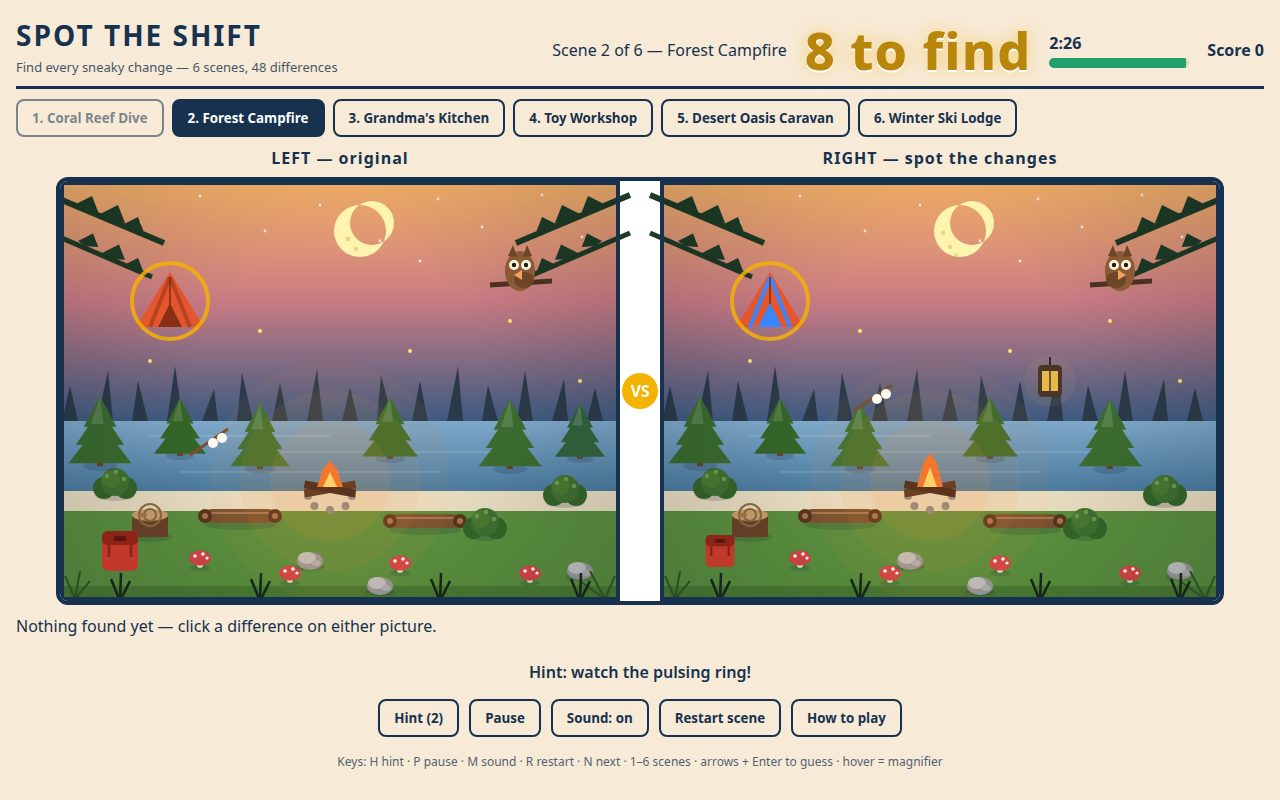 SPOT THE SHIFT
Find every sneaky change — 6 scenes, 48 differences
Scene 2 of 6 — Forest Campfire
8 to find
2:26
Score 0
1. Coral Reef Dive
2. Forest Campfire
3. Grandma's Kitchen
4. Toy Workshop
5. Desert Oasis Caravan
6. Winter Ski Lodge
LEFT — original
RIGHT — spot the changes
VS
Nothing found yet — click a difference on either picture.
Hint: watch the pulsing ring!
Hint (2)
Pause
Sound: on
Restart scene
How to play
Keys: H hint · P pause · M sound · R restart · N next · 1–6 scenes · arrows + Enter to guess · hover = magnifier